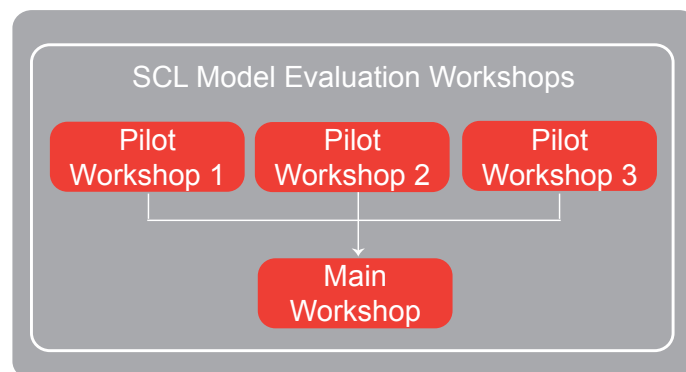 SCL Model Evaluation Workshops
Pilot
Workshop 1
Pilot
Workshop 2
Pilot
Workshop 3
Main
Workshop